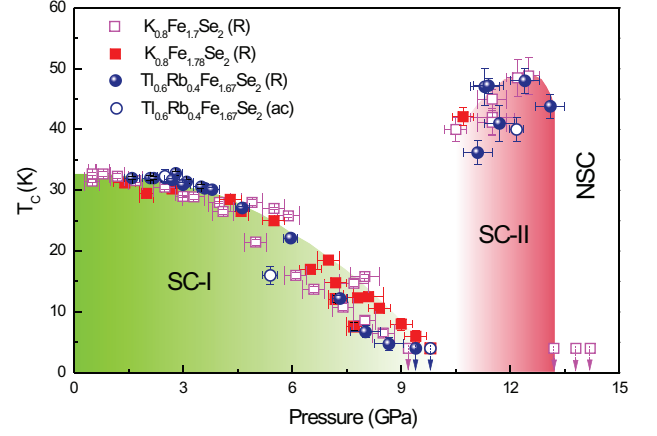 K0.8Fe1.7Se2 (R)
K0.8Fe1.78Se2 (R)
Tl0.6Rb0.4Fe1.67Se2 (R)
Tl0.6Rb0.4Fe1.67Se2 (ac)
60
50
40
30
20
10
0
TC (K)
SC-I
SC-II
NSC
0 3 6 9 12 15
Pressure (GPa)